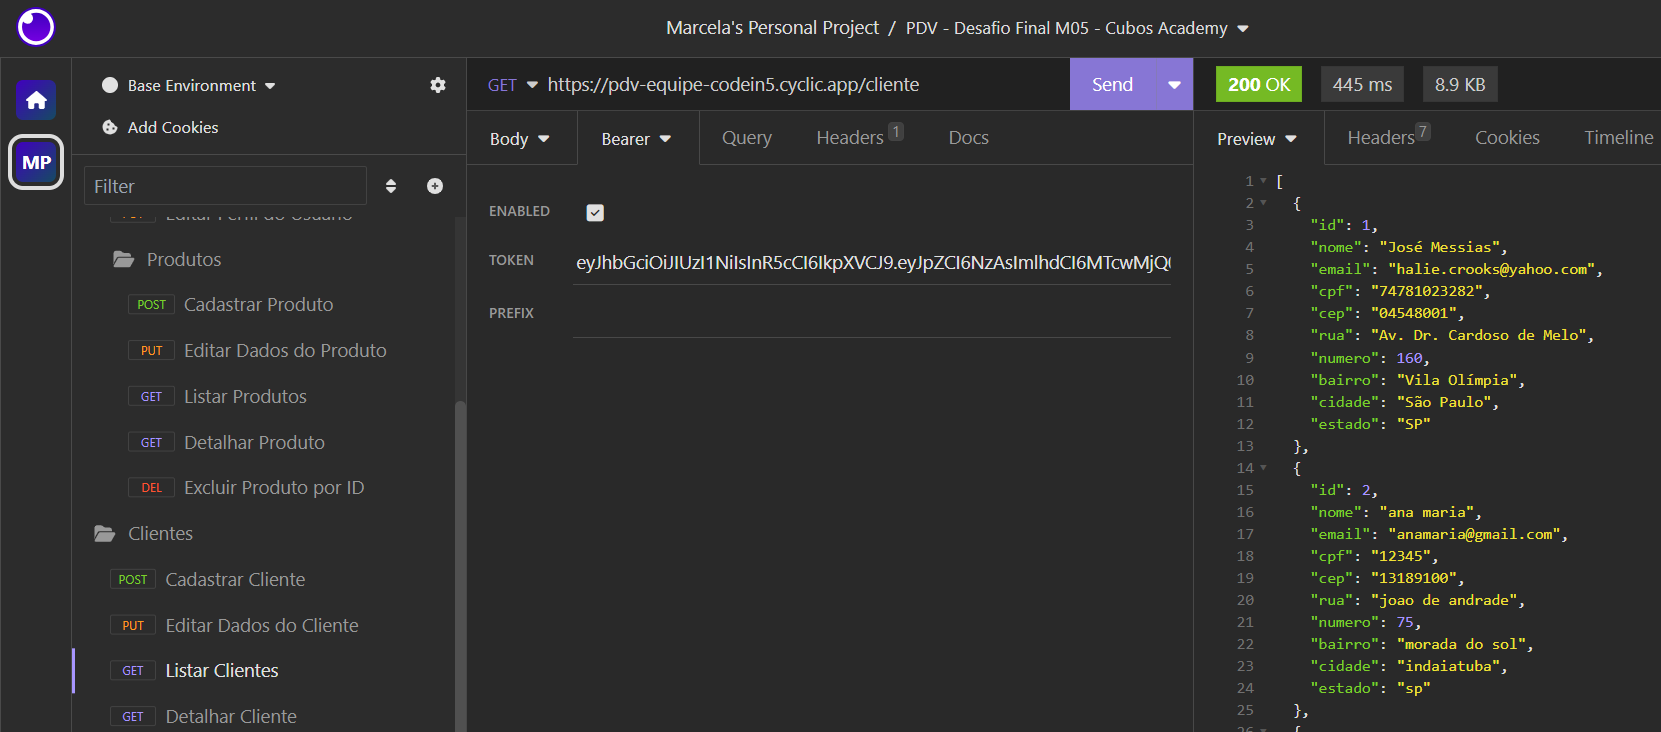 Marcela's Personal Project / PDV - Desafio Final M05 - Cubos Academy
MP
Base Environment
Add Cookies
Filter
PUT Editar Perfil do Usuário
Produtos
POST Cadastrar Produto
PUT Editar Dados do Produto
GET Listar Produtos
GET Detalhar Produto
DEL Excluir Produto por ID
Clientes
POST Cadastrar Cliente
PUT Editar Dados do Cliente
GET Listar Clientes
GET Detalhar Cliente
GET https://pdv-equipe-codein5.cyclic.app/cliente Send
Body Bearer Query Headers 1 Docs
ENABLED
TOKEN eyJhbGciOiJIUzI1NiIsInR5cCI6IkpXVCJ9.eyJpZCI6NzAsImlhdCI6MTcwMjQ
PREFIX
200 OK 445 ms 8.9 KB
Preview Headers 7 Cookies Timeline
1 [
2 {
3 "id": 1,
4 "nome": "José Messias",
5 "email": "halie.crooks@yahoo.com",
6 "cpf": "74781023282",
7 "cep": "04548001",
8 "rua": "Av. Dr. Cardoso de Melo",
9 "numero": 160,
10 "bairro": "Vila Olímpia",
11 "cidade": "São Paulo",
12 "estado": "SP"
13 },
14 {
15 "id": 2,
16 "nome": "ana maria",
17 "email": "anamaria@gmail.com",
18 "cpf": "12345",
19 "cep": "13189100",
20 "rua": "joao de andrade",
21 "numero": 75,
22 "bairro": "morada do sol",
23 "cidade": "indaiatuba",
24 "estado": "sp"
25 },
26 {